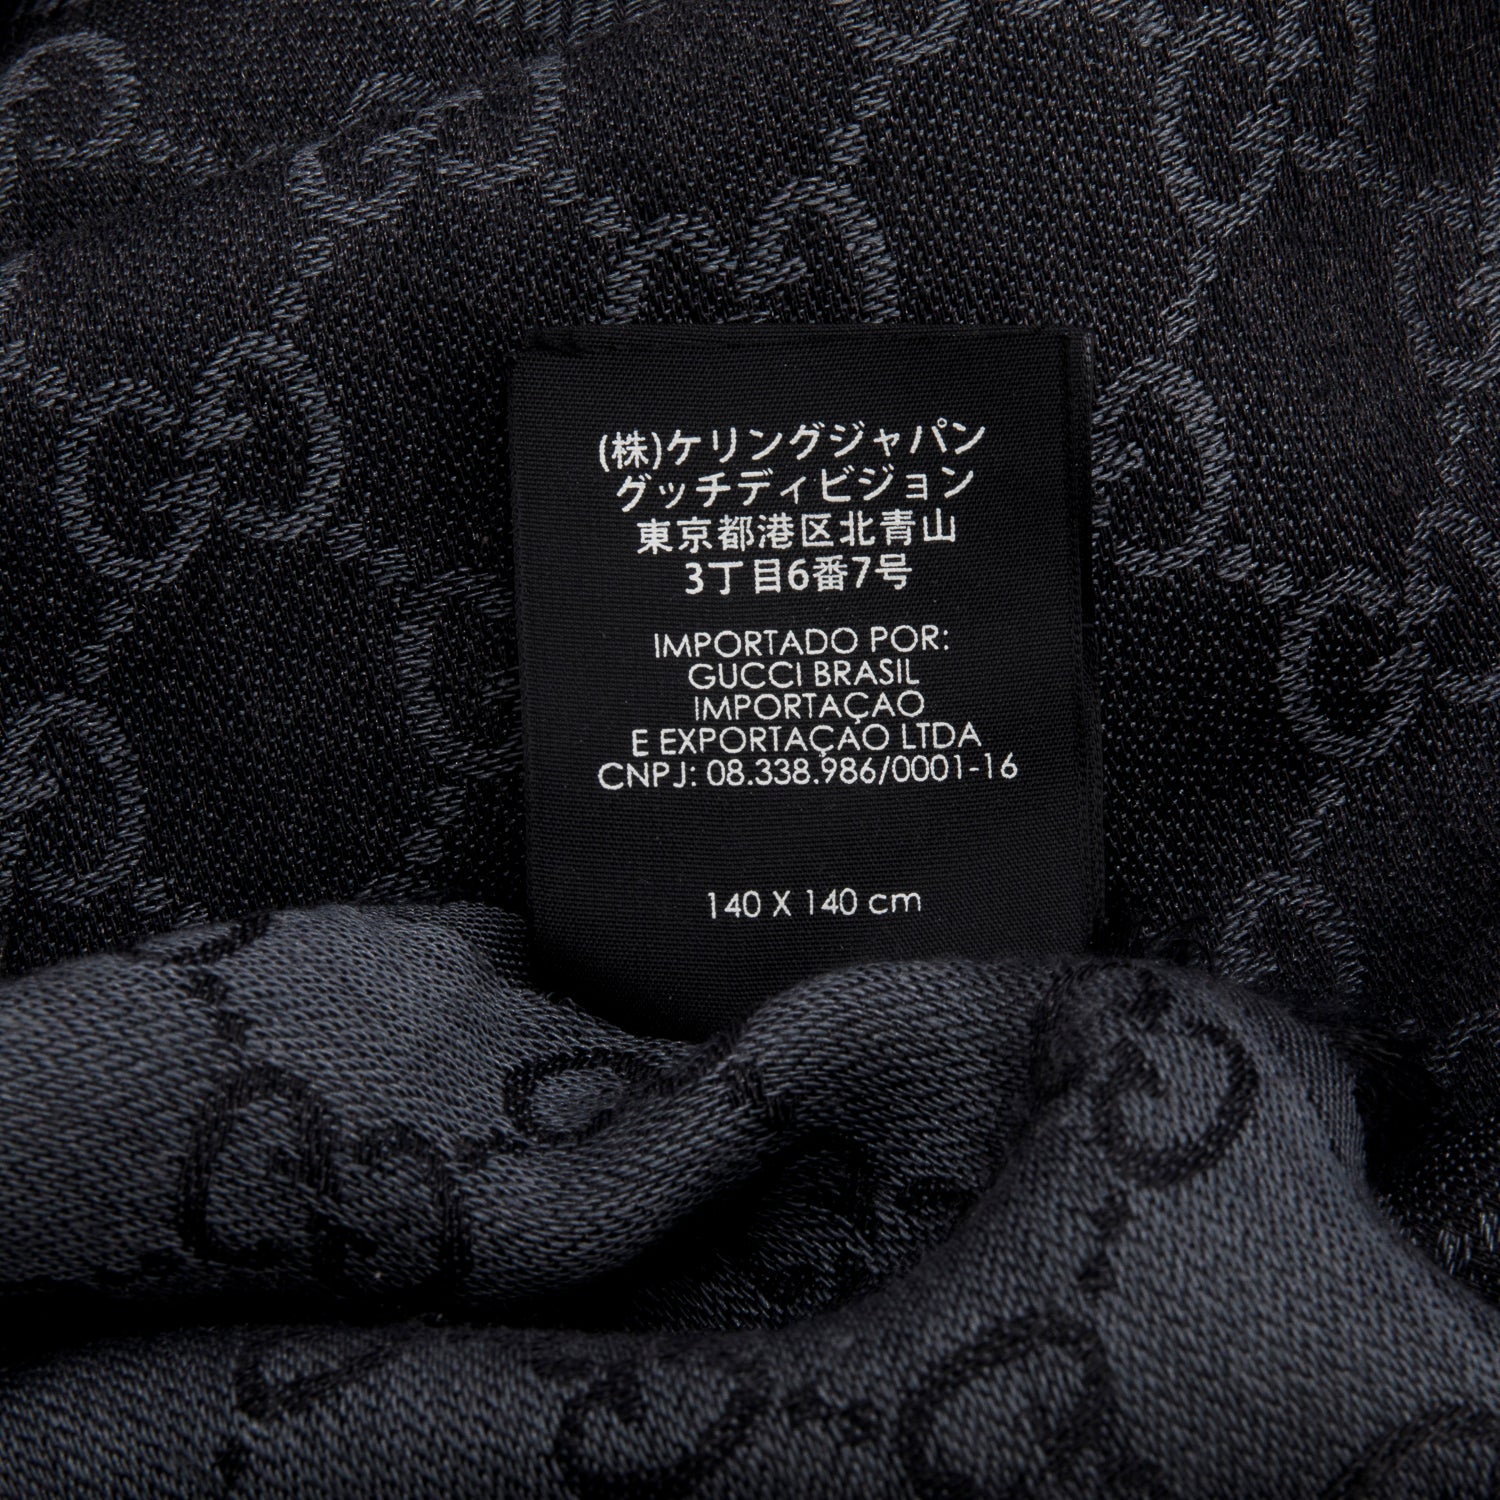 (株)ケリングジャパン
グッチディビジョン
東京都港区北青山
3丁目6番7号
IMPORTADO POR:
GUCCI BRASIL
IMPORTAÇAO
E EXPORTAÇAO LTDA
CNPJ: 08.338.986/0001-16
140 X 140 cm